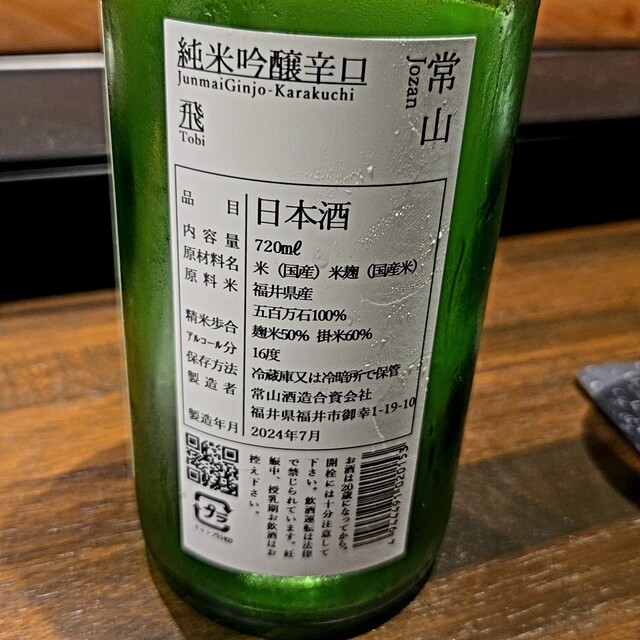 常山
Jozan
純米吟醸辛口
JunmaiGinjo-Karakuchi
飛
Tobi
品目 日本酒
内容量 720mℓ
原材料名 米（国産）米麹（国産米）
原料米 福井県産
五百万石100%
精米歩合 麹米50% 掛米60%
アルコール分 16度
保存方法 冷蔵庫又は冷暗所で保管
製造者 常山酒造合資会社
福井県福井市御幸1-19-10
製造年月 2024年7月
お酒は20歳になってから。
開栓には十分注意して
下さい。飲酒運転は法律
で禁じられています。妊
娠中、授乳期お飲酒はお
控え下さい。
プラ